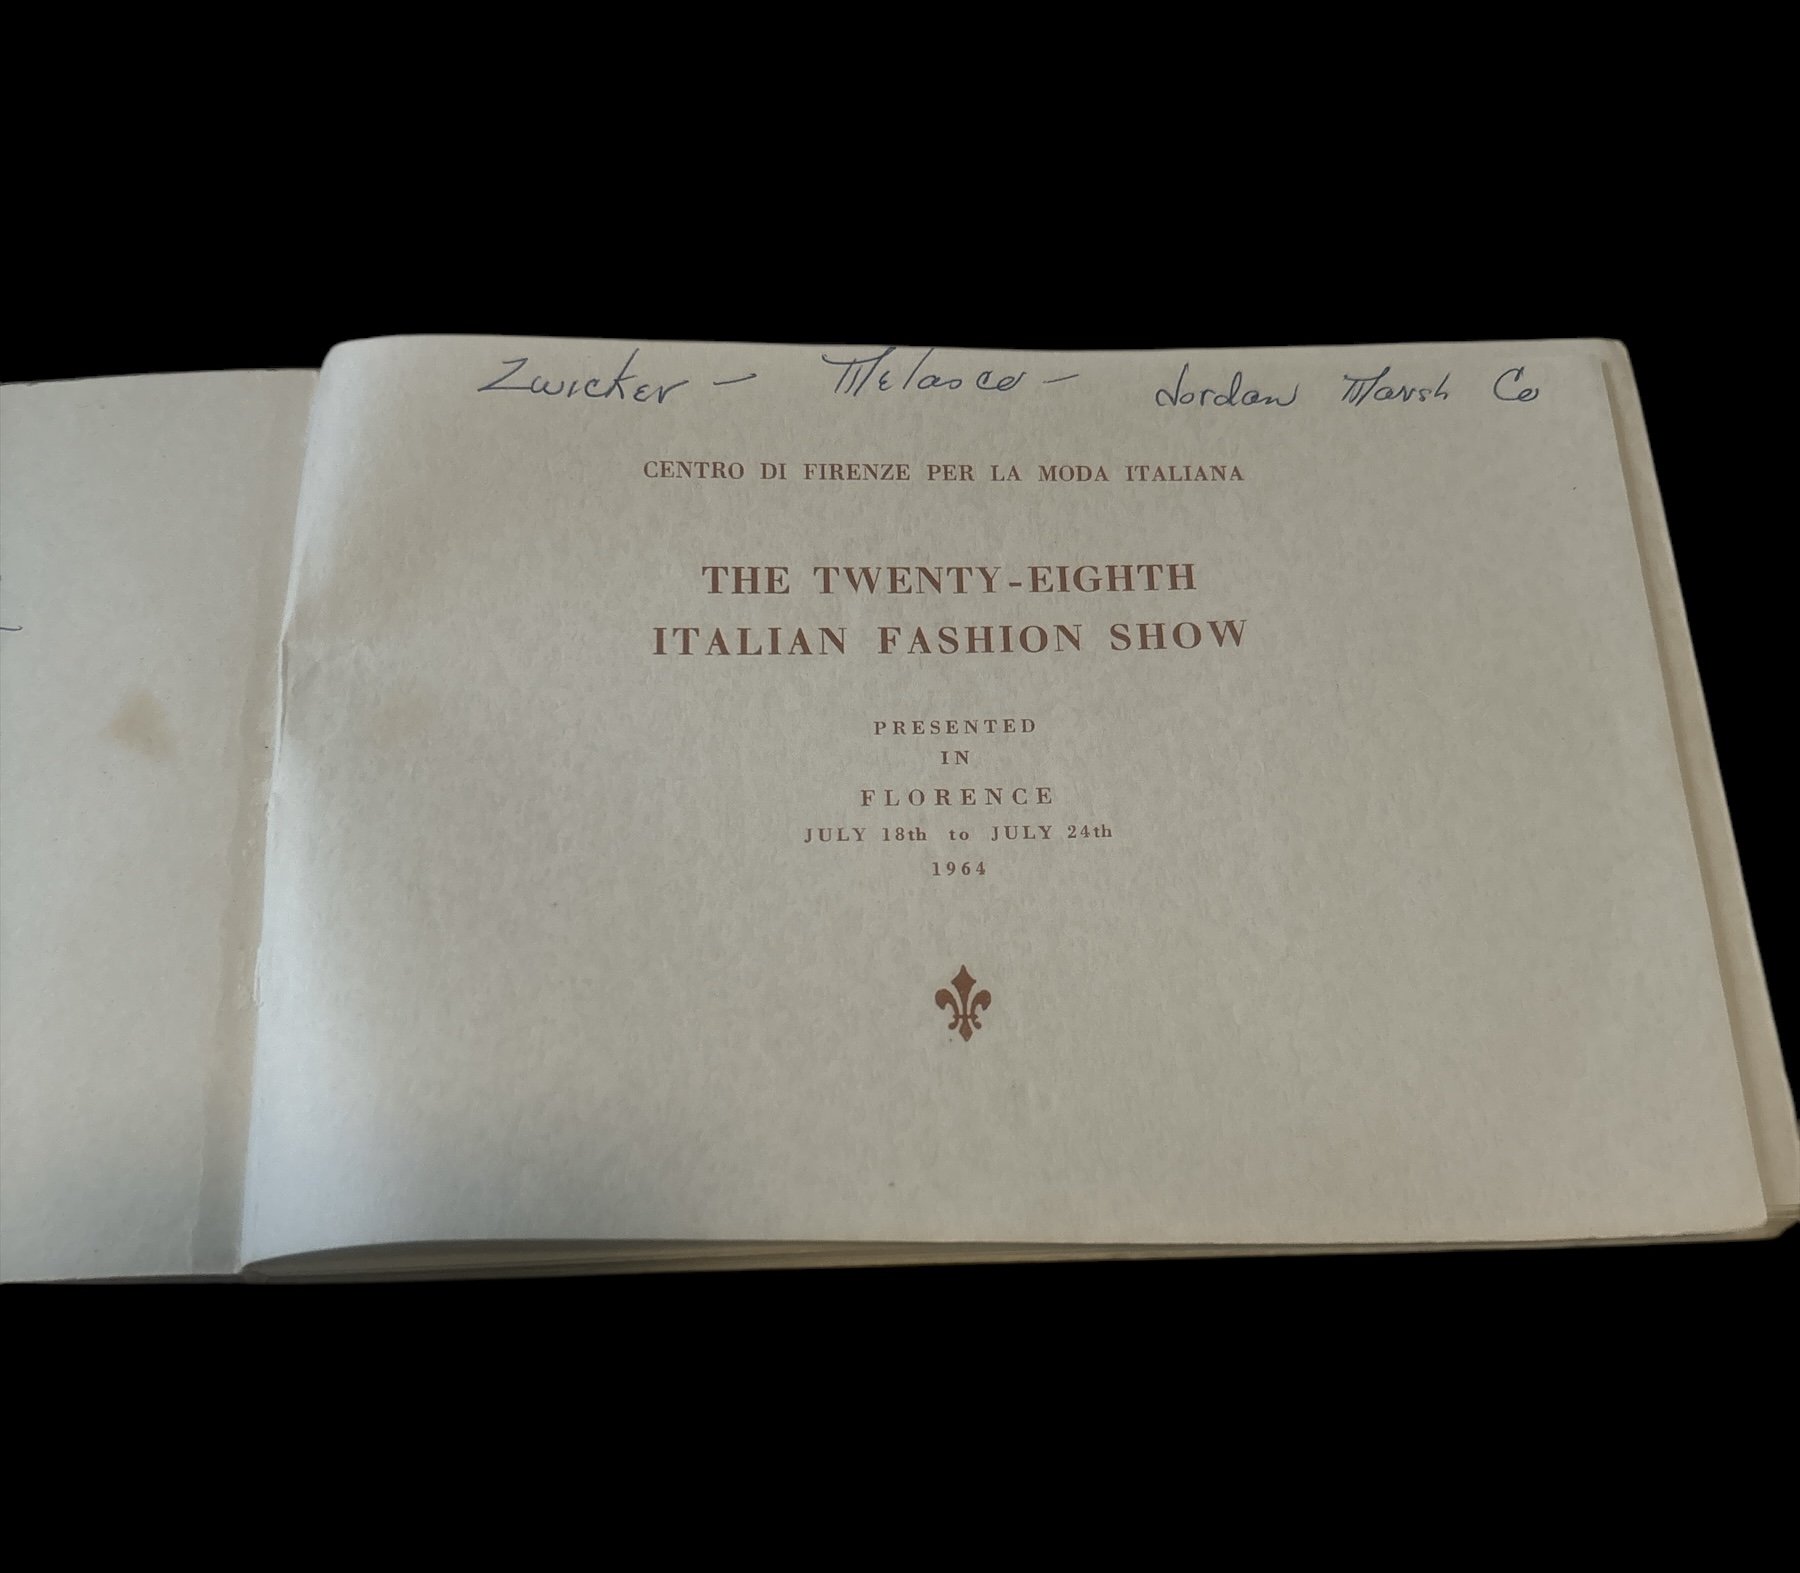 Zwicker - Melasco - Jordan Marsh Co
CENTRO DI FIRENZE PER LA MODA ITALIANA
THE TWENTY-EIGHTH
ITALIAN FASHION SHOW
PRESENTED
IN
FLORENCE
JULY 18th to JULY 24th
1964